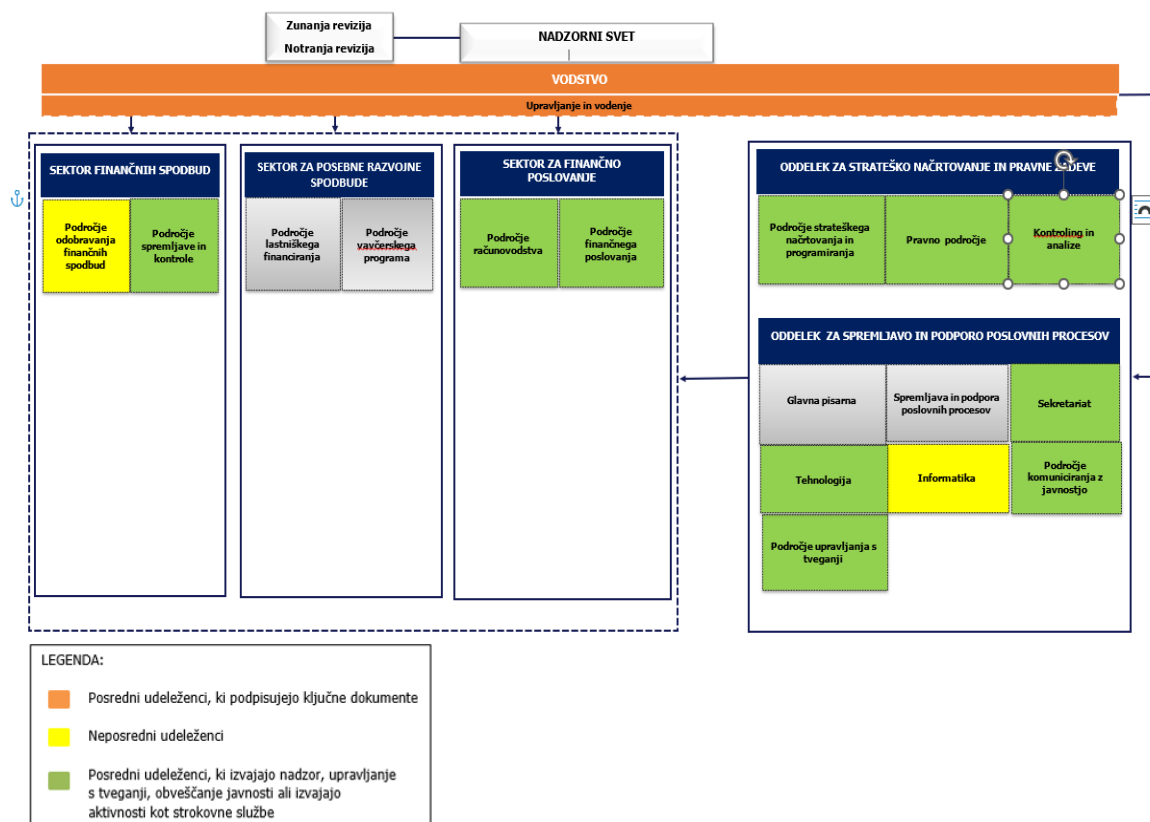 Zunanja revizija
Notranja revizija
NADZORNI SVET
VODSTVO
Upravljanje in vodenje
SEKTOR FINANČNIH SPODBUD
Področje
odobravanja
finančnih
spodbud
Področje
spremljave in
kontrole
SEKTOR ZA POSEBNE RAZVOJNE
SPODBUDE
Področje
lastniškega
financiranja
Področje
vavčerskega
programa
SEKTOR ZA FINANČNO
POSLOVANJE
Področje
računovodstva
Področje
finančnega
poslovanja
ODDELEK ZA STRATEŠKO NAČRTOVANJE IN PRAVNE
Področje strateškega
načrtovanja in
programiranja
Pravno področje
Kontroling in
analize
ODDELEK ZA SPREMLJAVO IN PODPORO POSLOVNIH PROCESOV
Glavna pisarna
Spremljava in podpora
poslovnih procesov
Sekretariat
Tehnologija
Informatika
Področje
komuniciranja z
javnostjo
Področje upravljanja s
tveganji
LEGENDA:
Posredni udeleženci, ki podpisujejo ključne dokumente
Neposredni udeleženci
Posredni udeleženci, ki izvajajo nadzor, upravljanje
s tveganji, obveščanje javnosti ali izvajajo
aktivnosti kot strokovne službe